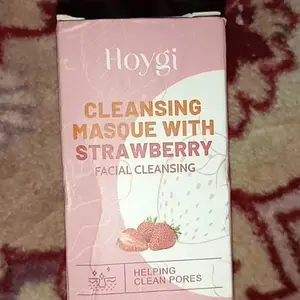 Hoygi
CLEANSING
MASQUE WITH
STRAWBERRY
FACIAL CLEANSING
HELPING
CLEAN PORES